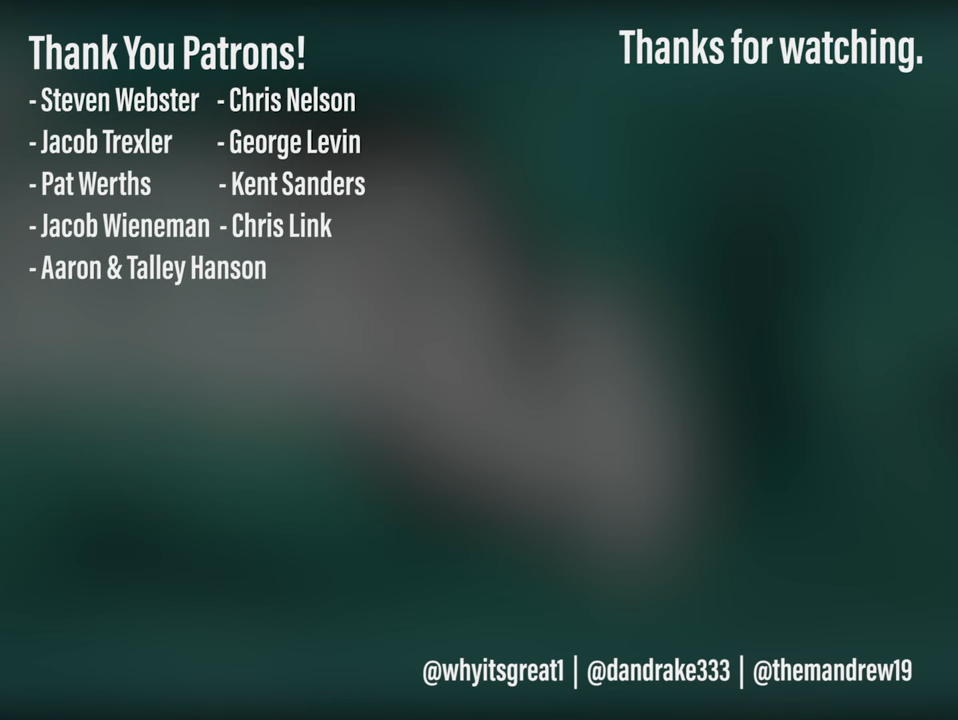 Thank You Patrons!
- Steven Webster - Chris Nelson
- Jacob Trexler - George Levin
- Pat Werths - Kent Sanders
- Jacob Wieneman - Chris Link
- Aaron & Talley Hanson
Thanks for watching.
@whyitsgreat1 | @dandrake333 | @themandrew19